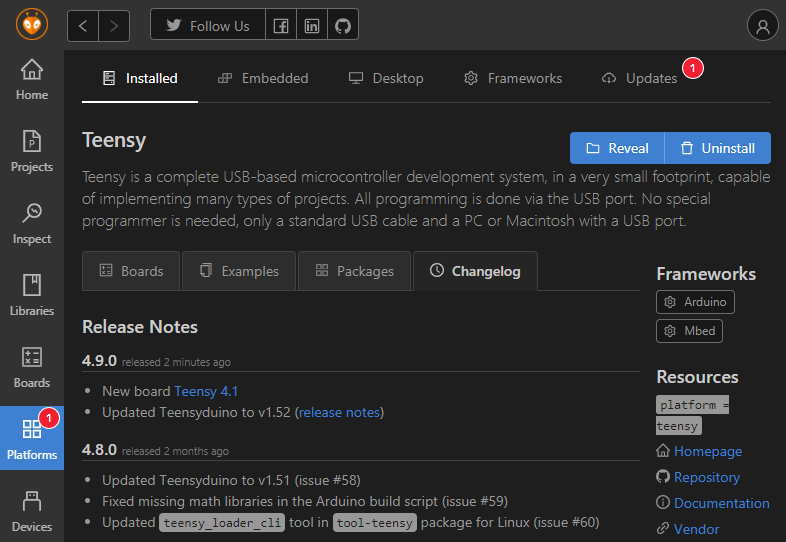 Follow Us
Home
Projects
Inspect
Libraries
Boards
1
Platforms
Devices
Installed
Embedded
Desktop
Frameworks
Updates
1
Teensy
Reveal
Uninstall
Teensy is a complete USB-based microcontroller development system, in a very small footprint, capable
of implementing many types of projects. All programming is done via the USB port. No special
programmer is needed, only a standard USB cable and a PC or Macintosh with a USB port.
Boards
Examples
Packages
Changelog
Release Notes
4.9.0 released 2 minutes ago
New board Teensy 4.1
Updated Teensyduino to v1.52 (release notes)
4.8.0 released 2 months ago
Updated Teensyduino to v1.51 (issue #58)
Fixed missing math libraries in the Arduino build script (issue #59)
Updated teensy_loader_cli tool in tool-teensy package for Linux (issue #60)
Frameworks
Arduino
Mbed
Resources
platform =
teensy
Homepage
Repository
Documentation
Vendor